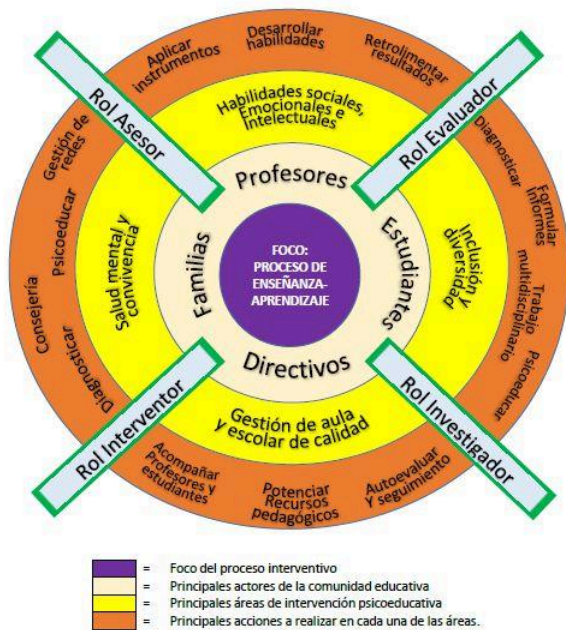 Aplicar
instrumentos
Desarrollar
habilidades
Retrolimentar
resultados
Rol Asesor
Rol Evaluador
Gestión de
redes
Psicoeducar
Consejería
Diagnosticar
Habilidades sociales,
Emocionales e
Intelectuales
Diagnosticar
Formular
informes
Trabajo
multidisciplinario
Psicoeducar
Salud mental y
convivencia
Profesores
Familias
Estudiantes
Directivos
Inclusión y
diversidad
FOCO:
PROCESO DE
ENSEÑANZA-
APRENDIZAJE
Rol Interventor
Rol Investigador
Gestión de aula
y escolar de calidad
Acompañar
Profesores y
estudiantes
Potenciar
Recursos
pedagógicos
Autoevaluar
Y seguimiento
= Foco del proceso interventivo
= Principales actores de la comunidad educativa
= Principales áreas de intervención psicoeducativa
= Principales acciones a realizar en cada una de las áreas.